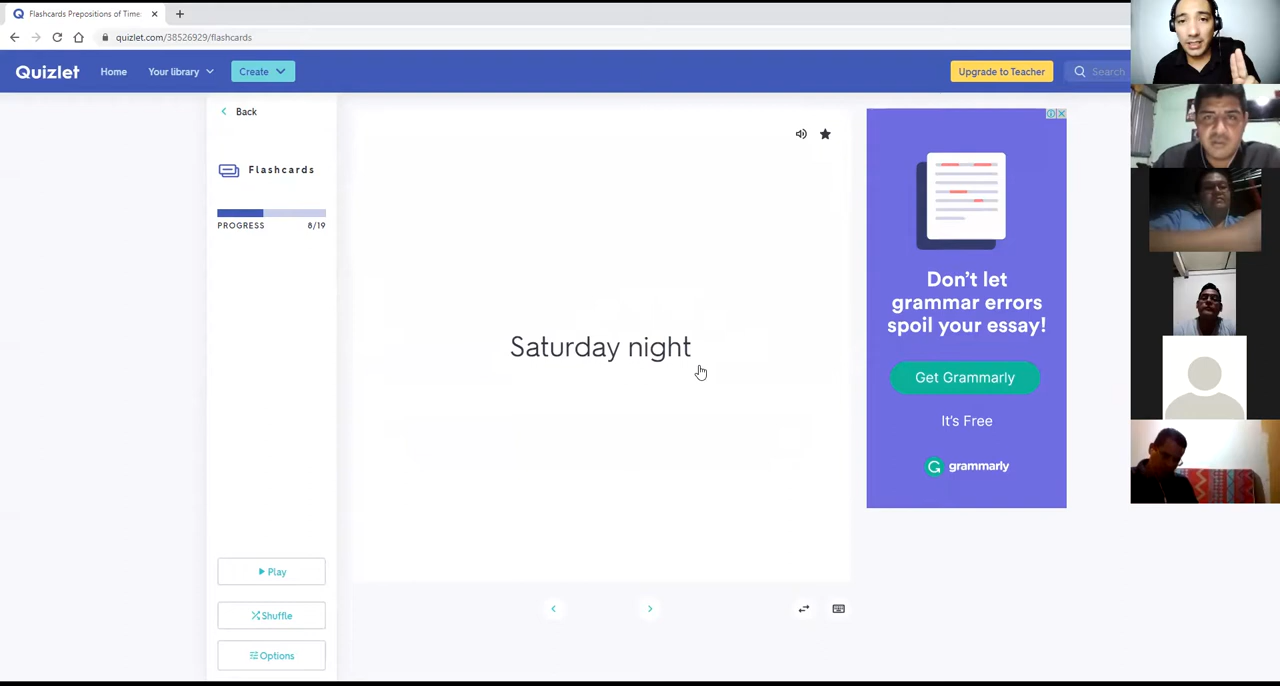 Flashcards Prepositions of Time:
quizlet.com/38526929/flashcards
Quizlet
Home
Your library
Create
Upgrade to Teacher
Search
Back
Flashcards
PROGRESS 8/19
Saturday night
Don't let
grammar errors
spoil your essay!
Get Grammarly
It's Free
grammarly
Play
Shuffle
Options